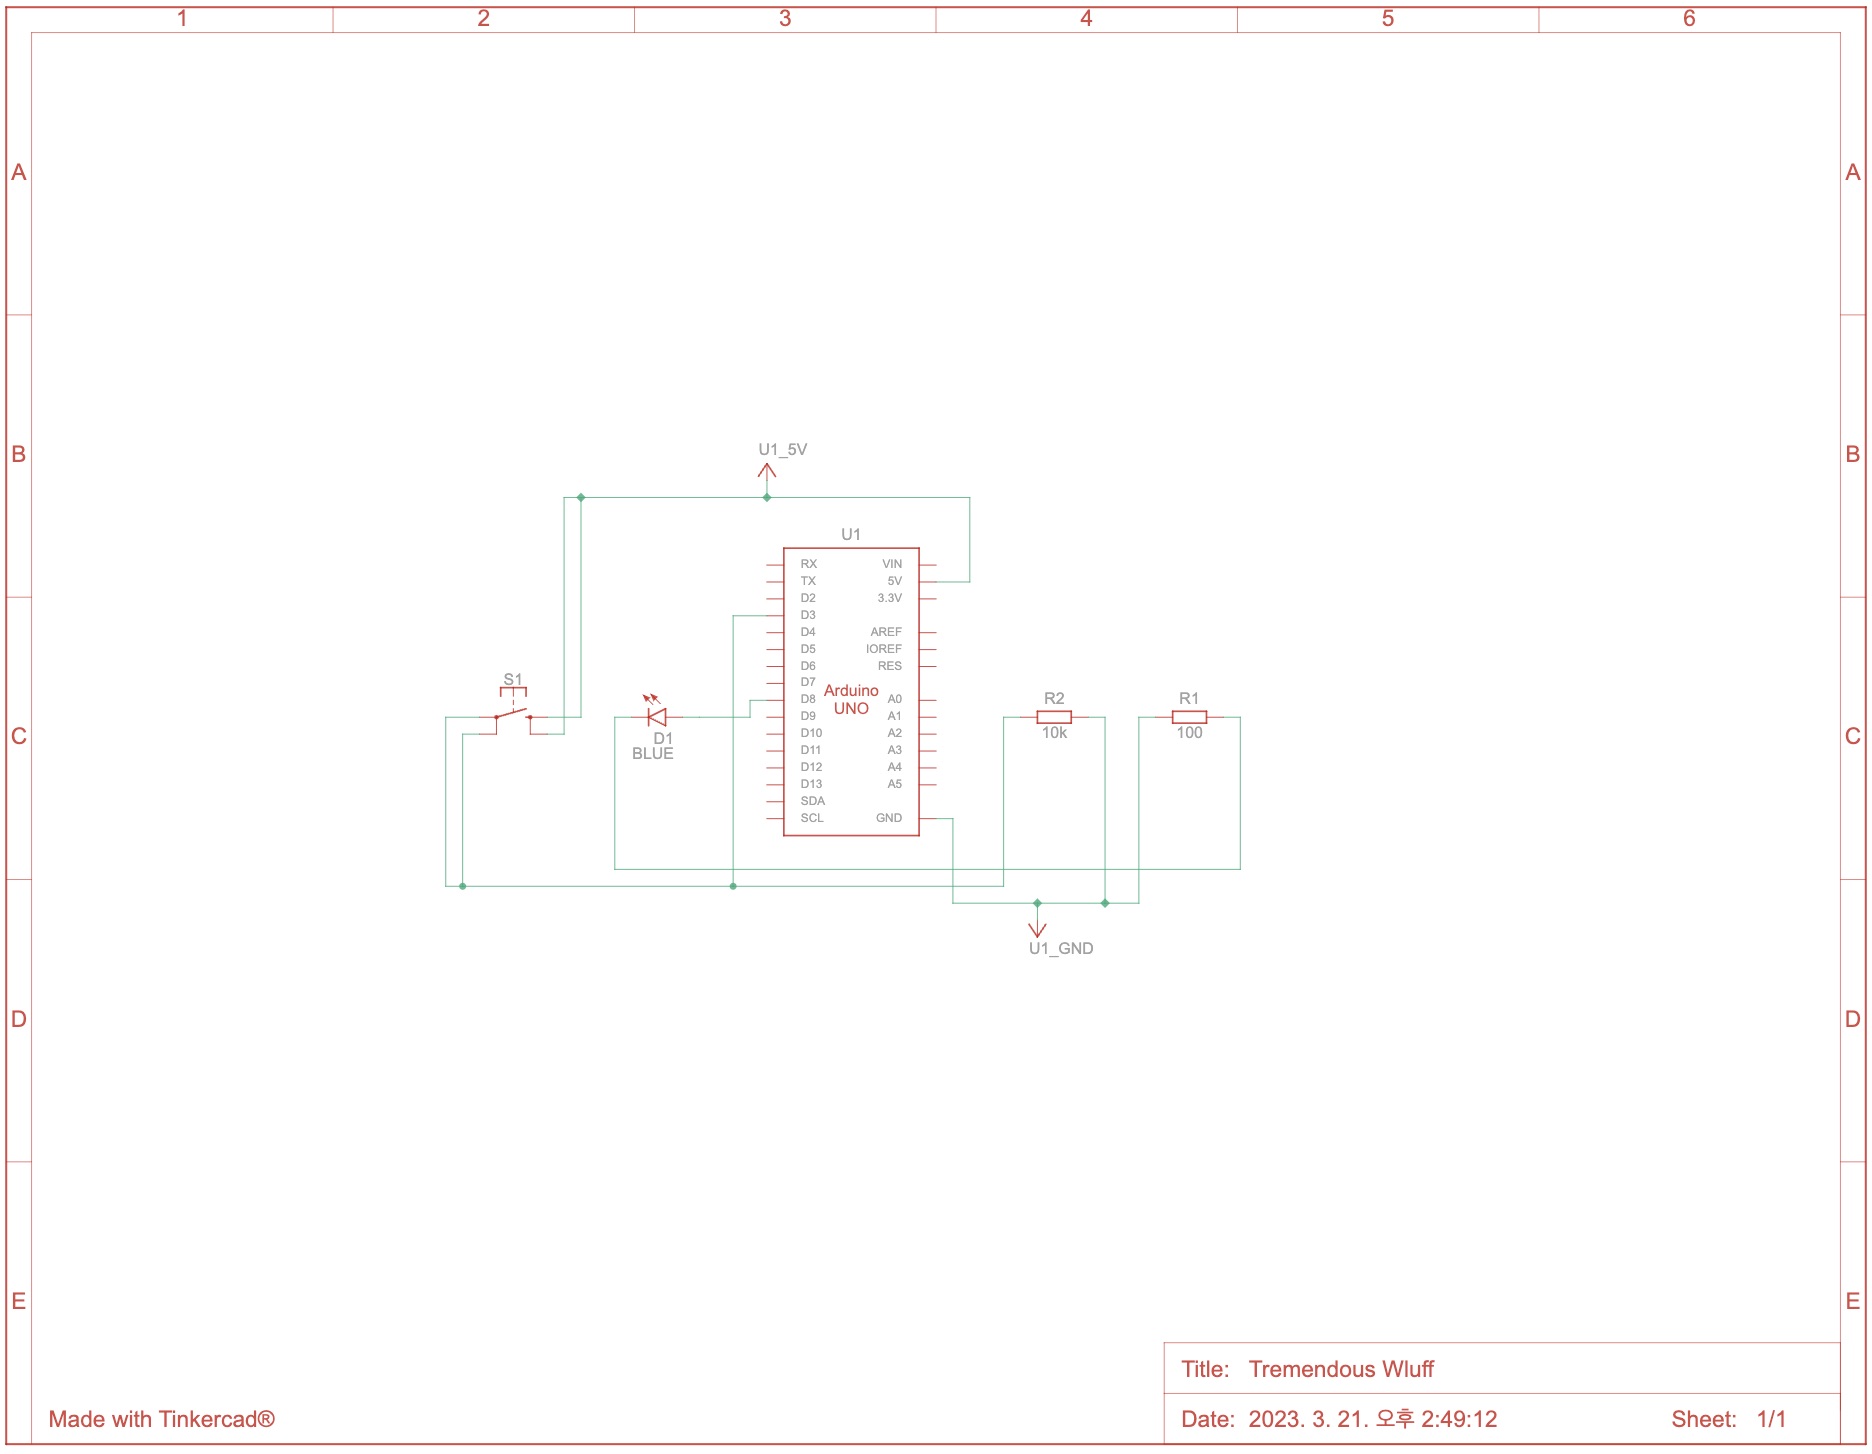 1 2 3 4 5 6
A A
B B
U1_5V
U1
RX VIN
TX 5V
D2 3.3V
D3
D4 AREF
D5 IOREF
D6 RES
D7
D8 A0
D9 A1
D10 A2
D11 A3
D12 A4
D13 A5
SDA
SCL GND
Arduino
UNO
S1
D1
BLUE
R2
10k
R1
100
C C
U1_GND
D D
E E
Title: Tremendous Wluff
Date: 2023. 3. 21. 오후 2:49:12 Sheet: 1/1
Made with Tinkercad®